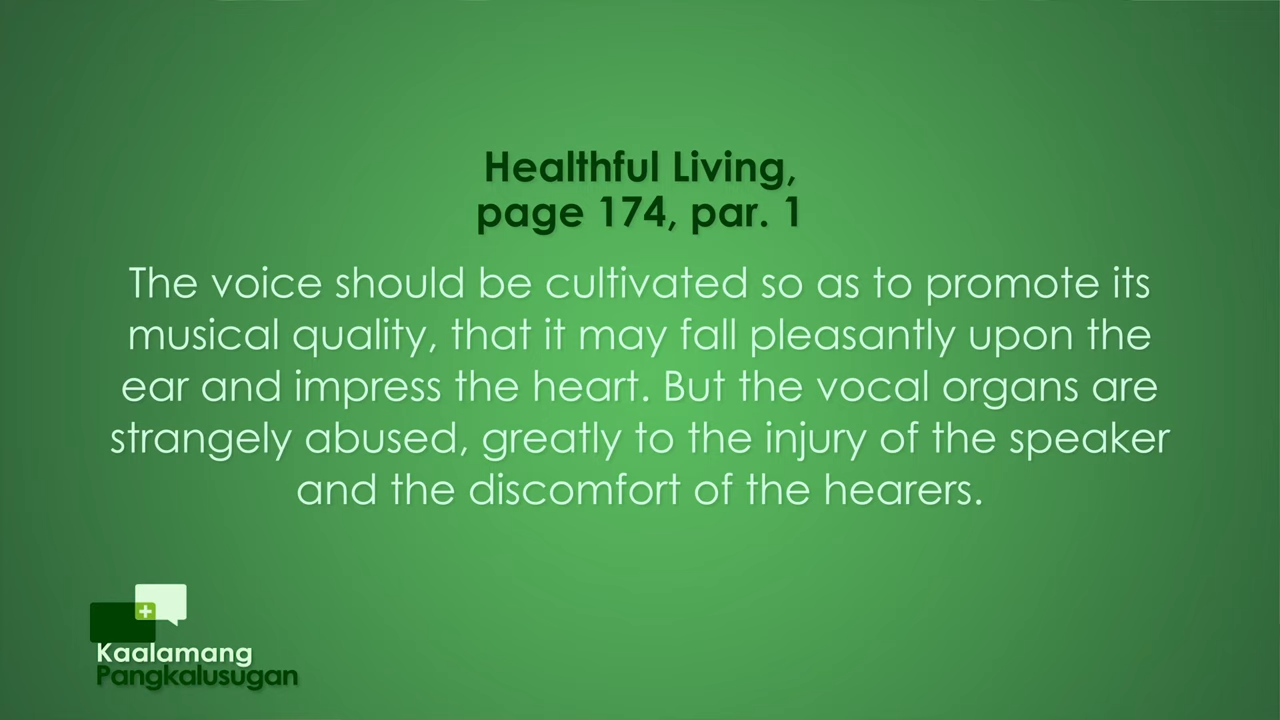 Healthful Living,
page 174, par. 1
The voice should be cultivated so as to promote its
musical quality, that it may fall pleasantly upon the
ear and impress the heart. But the vocal organs are
strangely abused, greatly to the injury of the speaker
and the discomfort of the hearers.
Kaalamang
Pangkalusugan